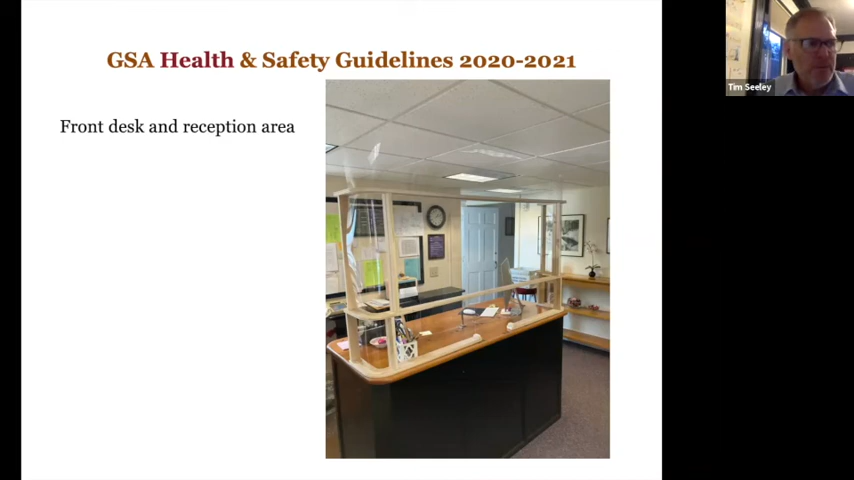 GSA Health & Safety Guidelines 2020-2021
Front desk and reception area
Tim Seeley